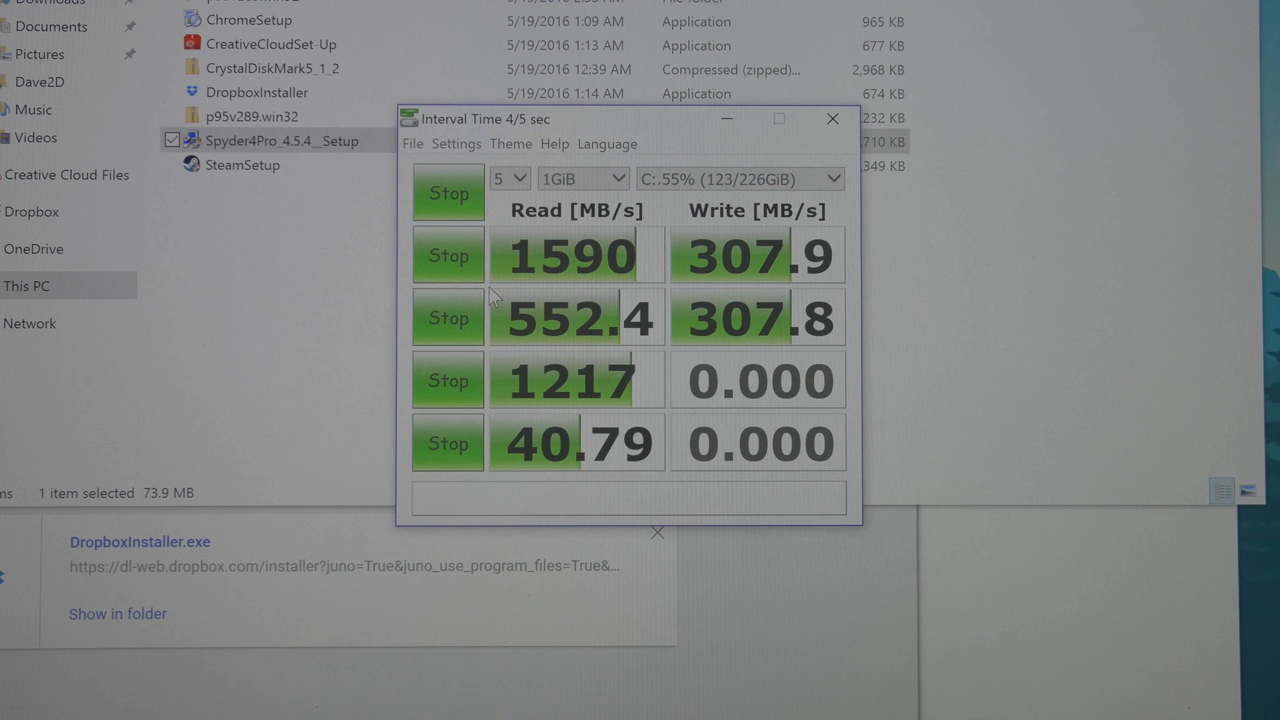 Downloads
5/19/2016
ChromeSetup 5/19/2016 1:09 AM Application 965 KB
Documents
CreativeCloudSet-Up 5/19/2016 1:13 AM Application 677 KB
Pictures
CrystalDiskMark5_1_2 5/19/2016 12:39 AM Compressed (zipped)... 2,968 KB
Dave2D
DropboxInstaller 5/19/2016 1:14 AM Application 674 KB
Music
p95v289.win32 232 KB
Videos
Spyder4Pro_4.5.4__Setup 710 KB
SteamSetup 349 KB
Creative Cloud Files
Dropbox
OneDrive
This PC
Network
Interval Time 4/5 sec
File Settings Theme Help Language
Stop 5 1GiB C: 55% (123/226GiB)
Read [MB/s] Write [MB/s]
Stop 1590 307.9
Stop 552.4 307.8
Stop 1217 0.000
Stop 40.79 0.000
ms 1 item selected 73.9 MB
DropboxInstaller.exe
https://dl-web.dropbox.com/installer?juno=True&juno_use_program_files=True&...
Show in folder